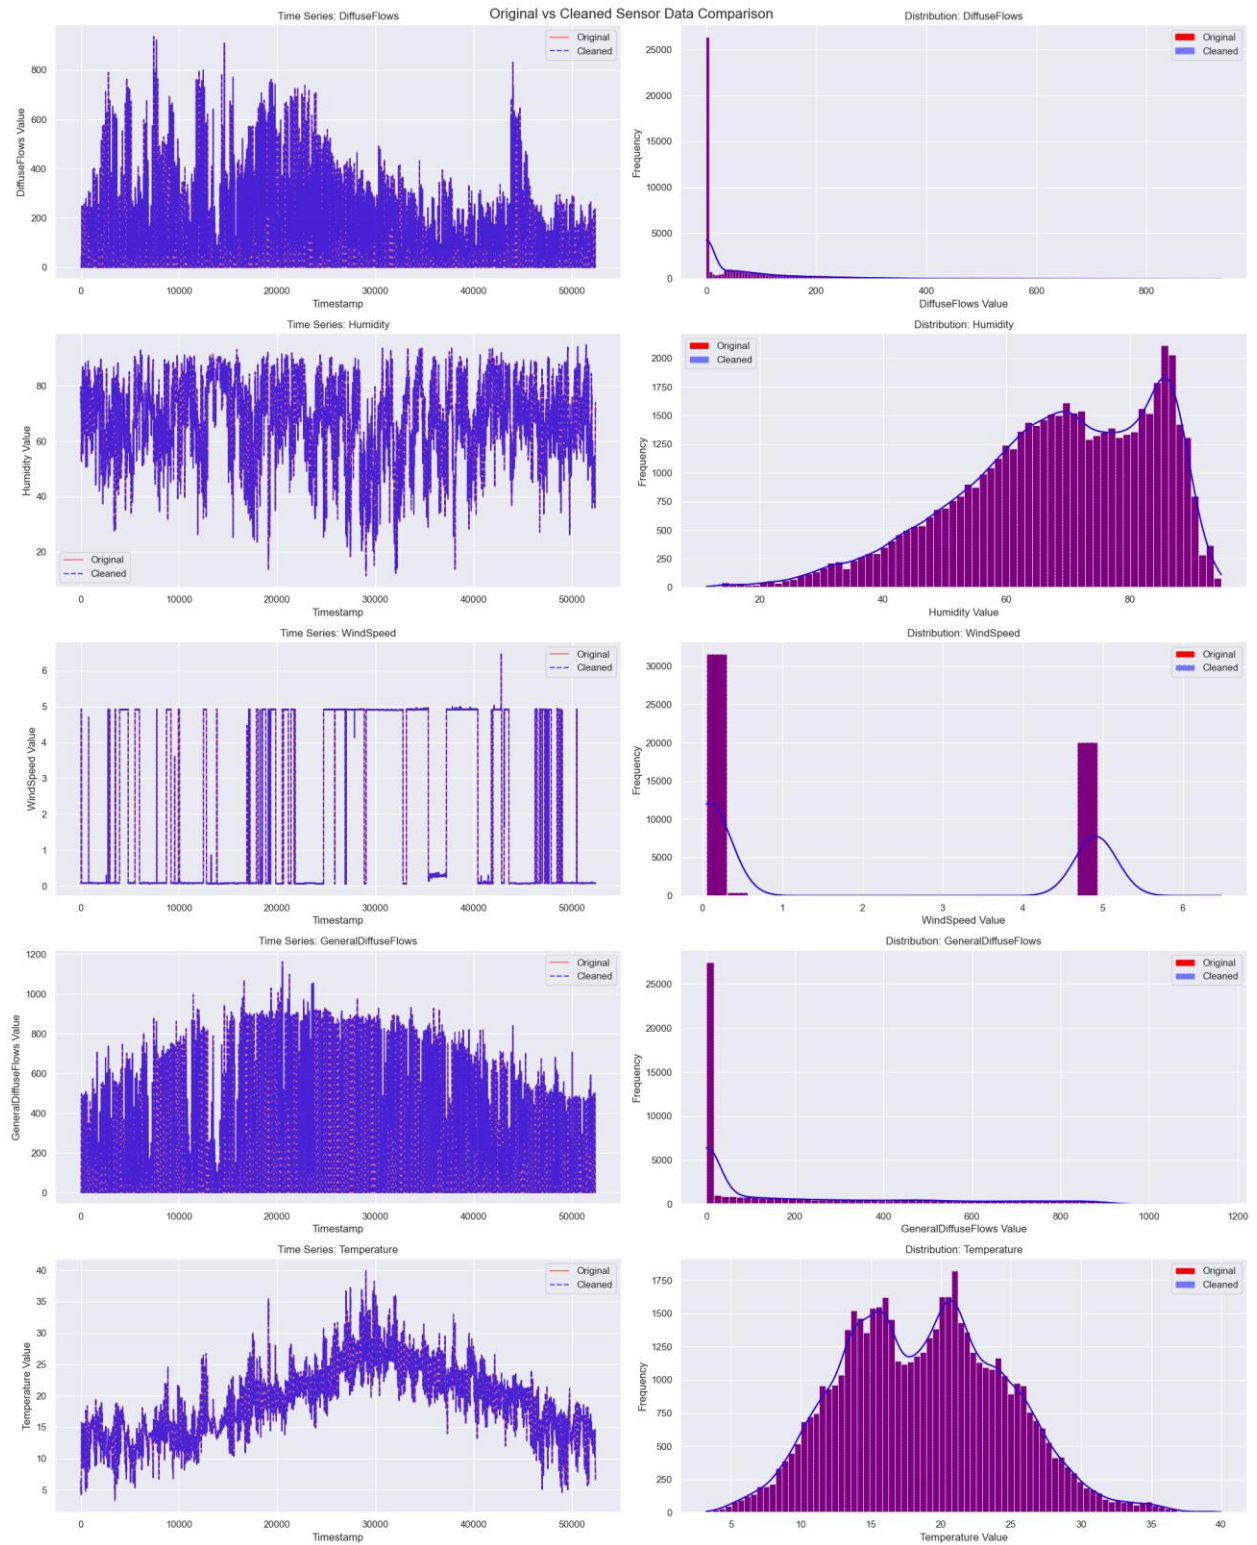 Original vs Cleaned Sensor Data Comparison
Time Series: DiffuseFlows
Original
Cleaned
DiffuseFlows Value
800
600
400
200
0
0 10000 20000 30000 40000 50000
Timestamp
Distribution: DiffuseFlows
Original
Cleaned
Frequency
25000
20000
15000
10000
5000
0
0 200 400 600 800
DiffuseFlows Value
Time Series: Humidity
Original
Cleaned
Humidity Value
80
60
40
20
0 10000 20000 30000 40000 50000
Timestamp
Distribution: Humidity
Original
Cleaned
Frequency
2000
1750
1500
1250
1000
750
500
250
0
20 40 60 80
Humidity Value
Time Series: WindSpeed
Original
Cleaned
WindSpeed Value
6
5
4
3
2
1
0
0 10000 20000 30000 40000 50000
Timestamp
Distribution: WindSpeed
Original
Cleaned
Frequency
30000
25000
20000
15000
10000
5000
0
0 1 2 3 4 5 6
WindSpeed Value
Time Series: GeneralDiffuseFlows
Original
Cleaned
GeneralDiffuseFlows Value
1200
1000
800
600
400
200
0
0 10000 20000 30000 40000 50000
Timestamp
Distribution: GeneralDiffuseFlows
Original
Cleaned
Frequency
25000
20000
15000
10000
5000
0
0 200 400 600 800 1000 1200
GeneralDiffuseFlows Value
Time Series: Temperature
Original
Cleaned
Temperature Value
40
35
30
25
20
15
10
5
0 10000 20000 30000 40000 50000
Timestamp
Distribution: Temperature
Original
Cleaned
Frequency
1750
1500
1250
1000
750
500
250
0
5 10 15 20 25 30 35 40
Temperature Value